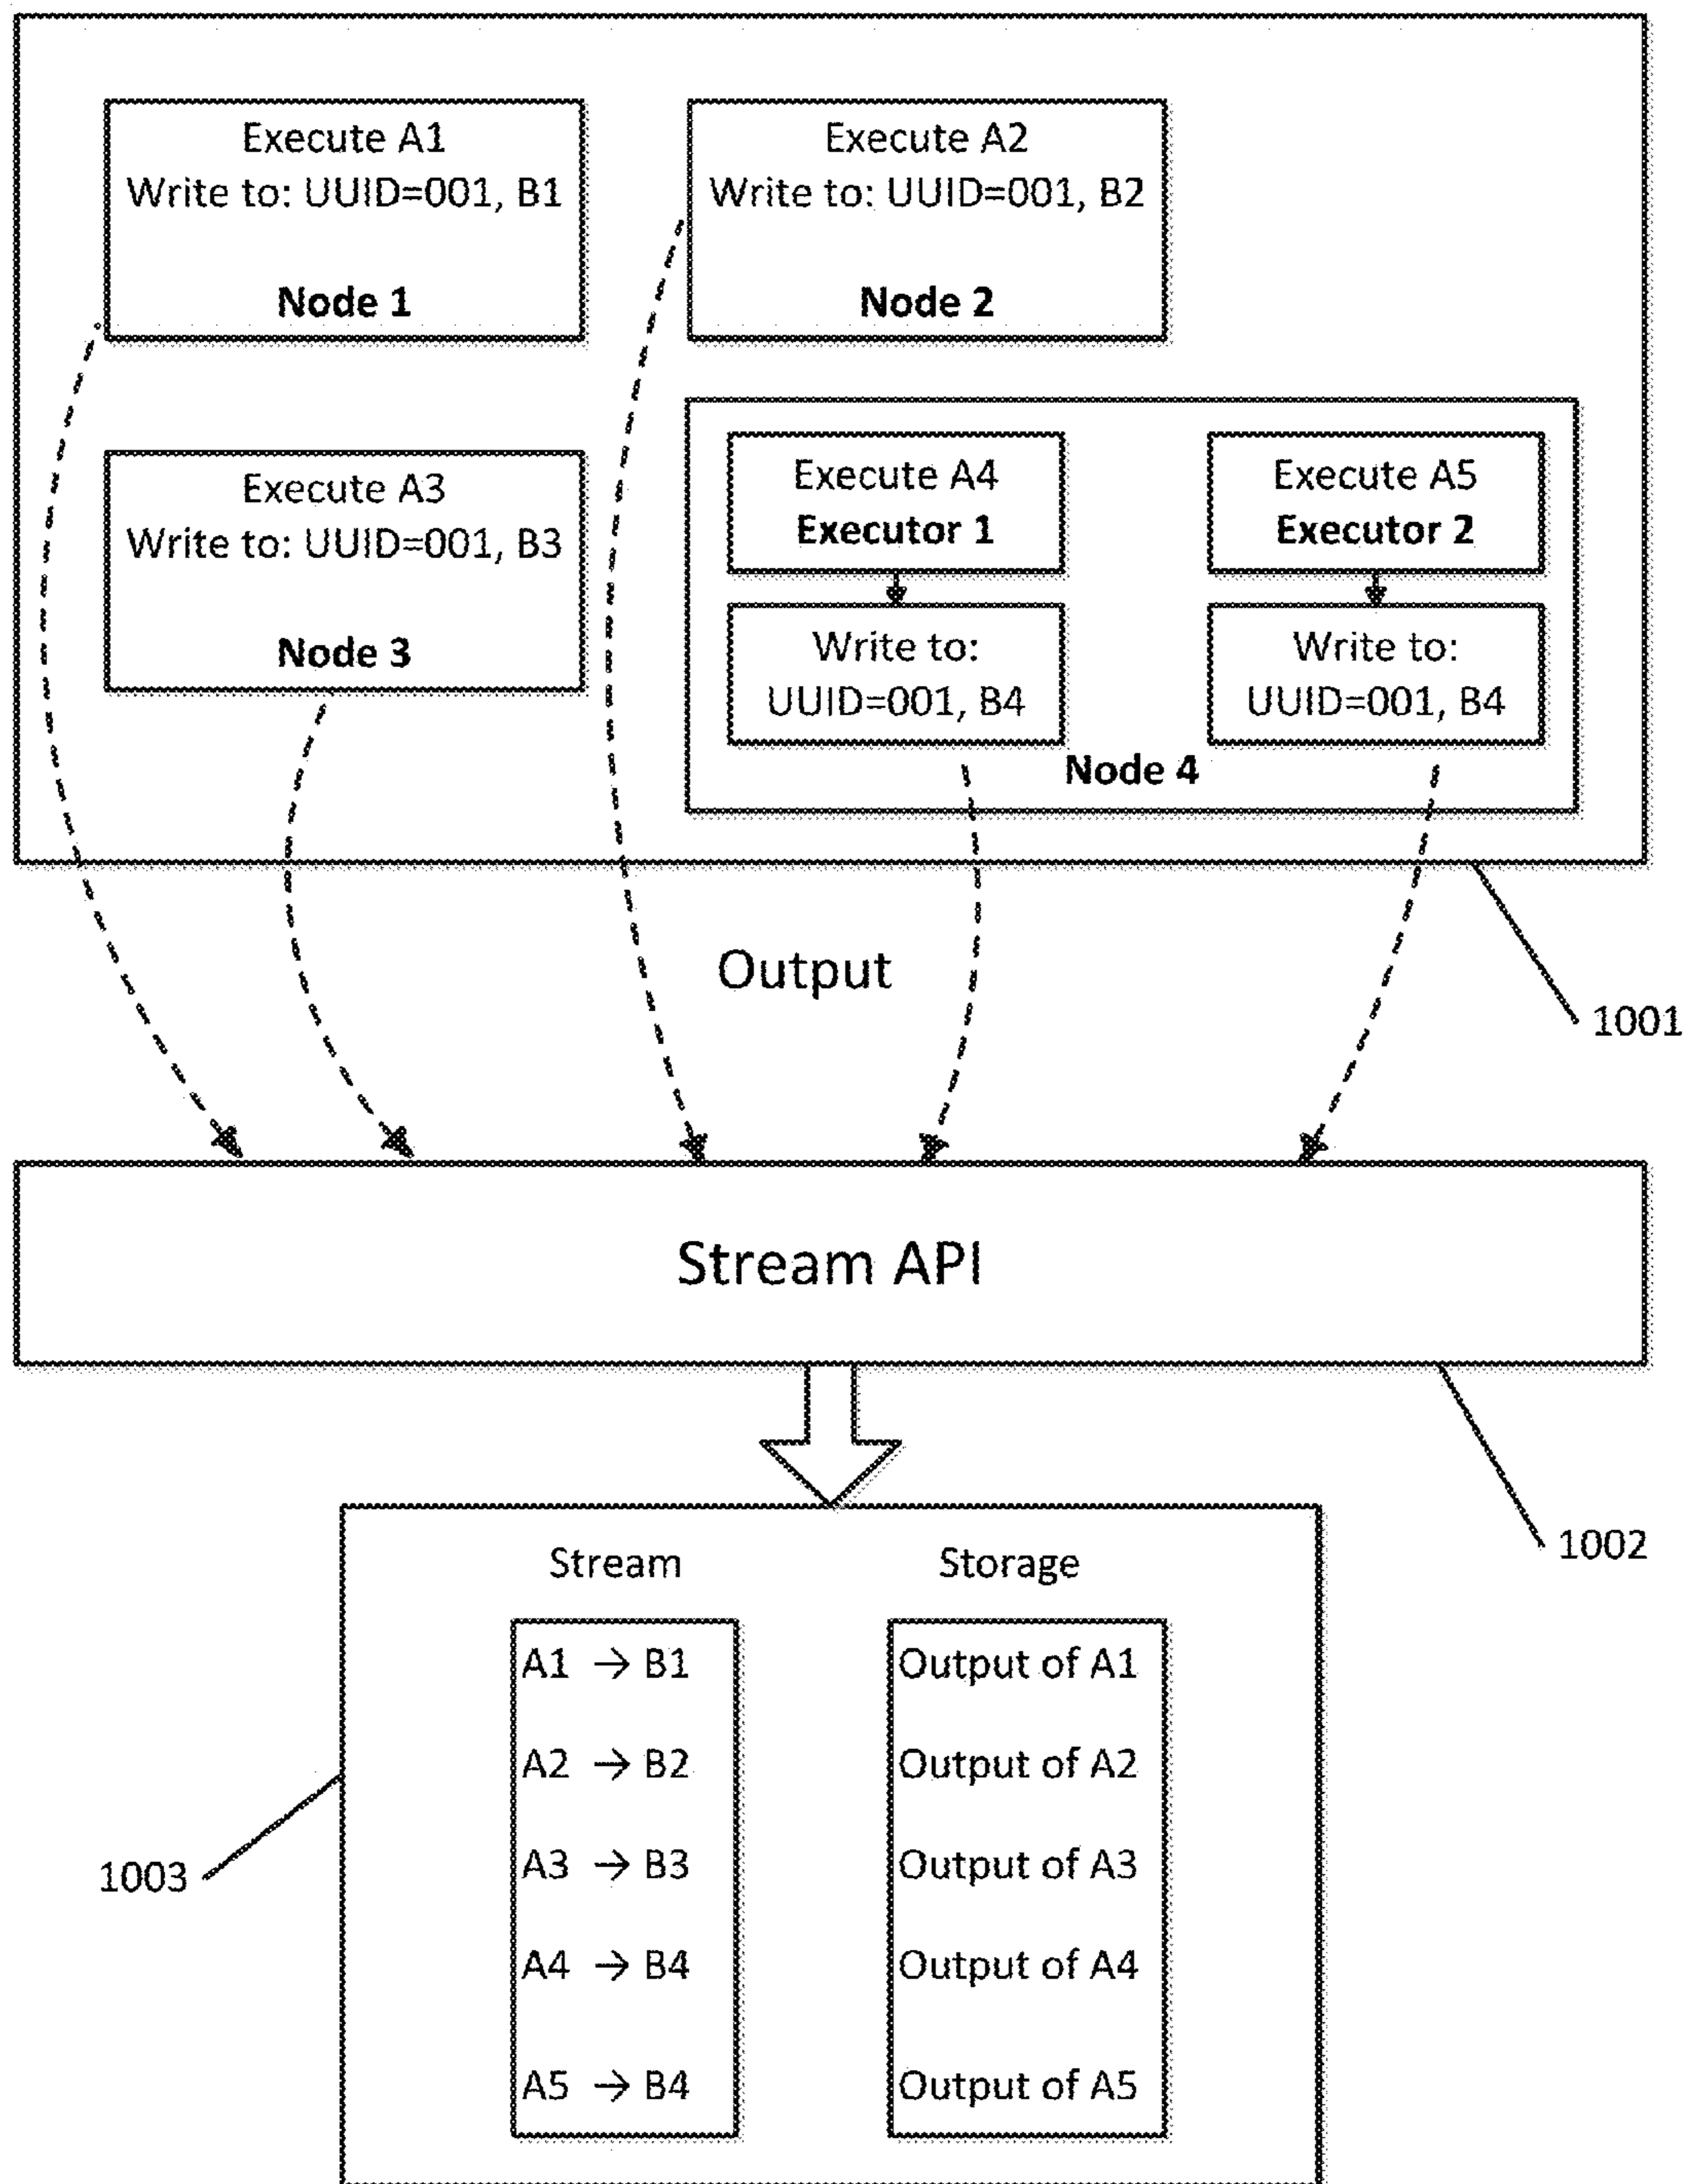 Execute A1
Write to: UUID=001, B1
Node 1
Execute A2
Write to: UUID=001, B2
Node 2
Execute A3
Write to: UUID=001, B3
Node 3
Execute A4
Executor 1
Write to:
UUID=001, B4
Execute A5
Executor 2
Write to:
UUID=001, B4
Node 4
Output
1001
Stream API
1002
Stream
A1 → B1
A2 → B2
A3 → B3
A4 → B4
A5 → B4
Storage
Output of A1
Output of A2
Output of A3
Output of A4
Output of A5
1003